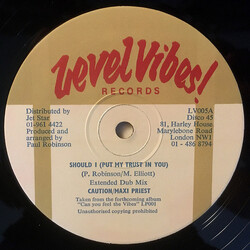 Level Vibes!
RECORDS
Distributed by
Jet Star
01-961 4422
Produced and
arranged by
Paul Robinson
LV005A
Disco 45
81, Harley House
Marylebone Road
London NW1
01 - 486 8794
SHOULD I (PUT MY TRUST IN YOU)
(P. Robinson/M. Elliott)
Extended Dub Mix
CAUTION/MAXI PRIEST
Taken from the forthcoming album
"Can you feel the Vibes" LP001
Unauthorised copying prohibited